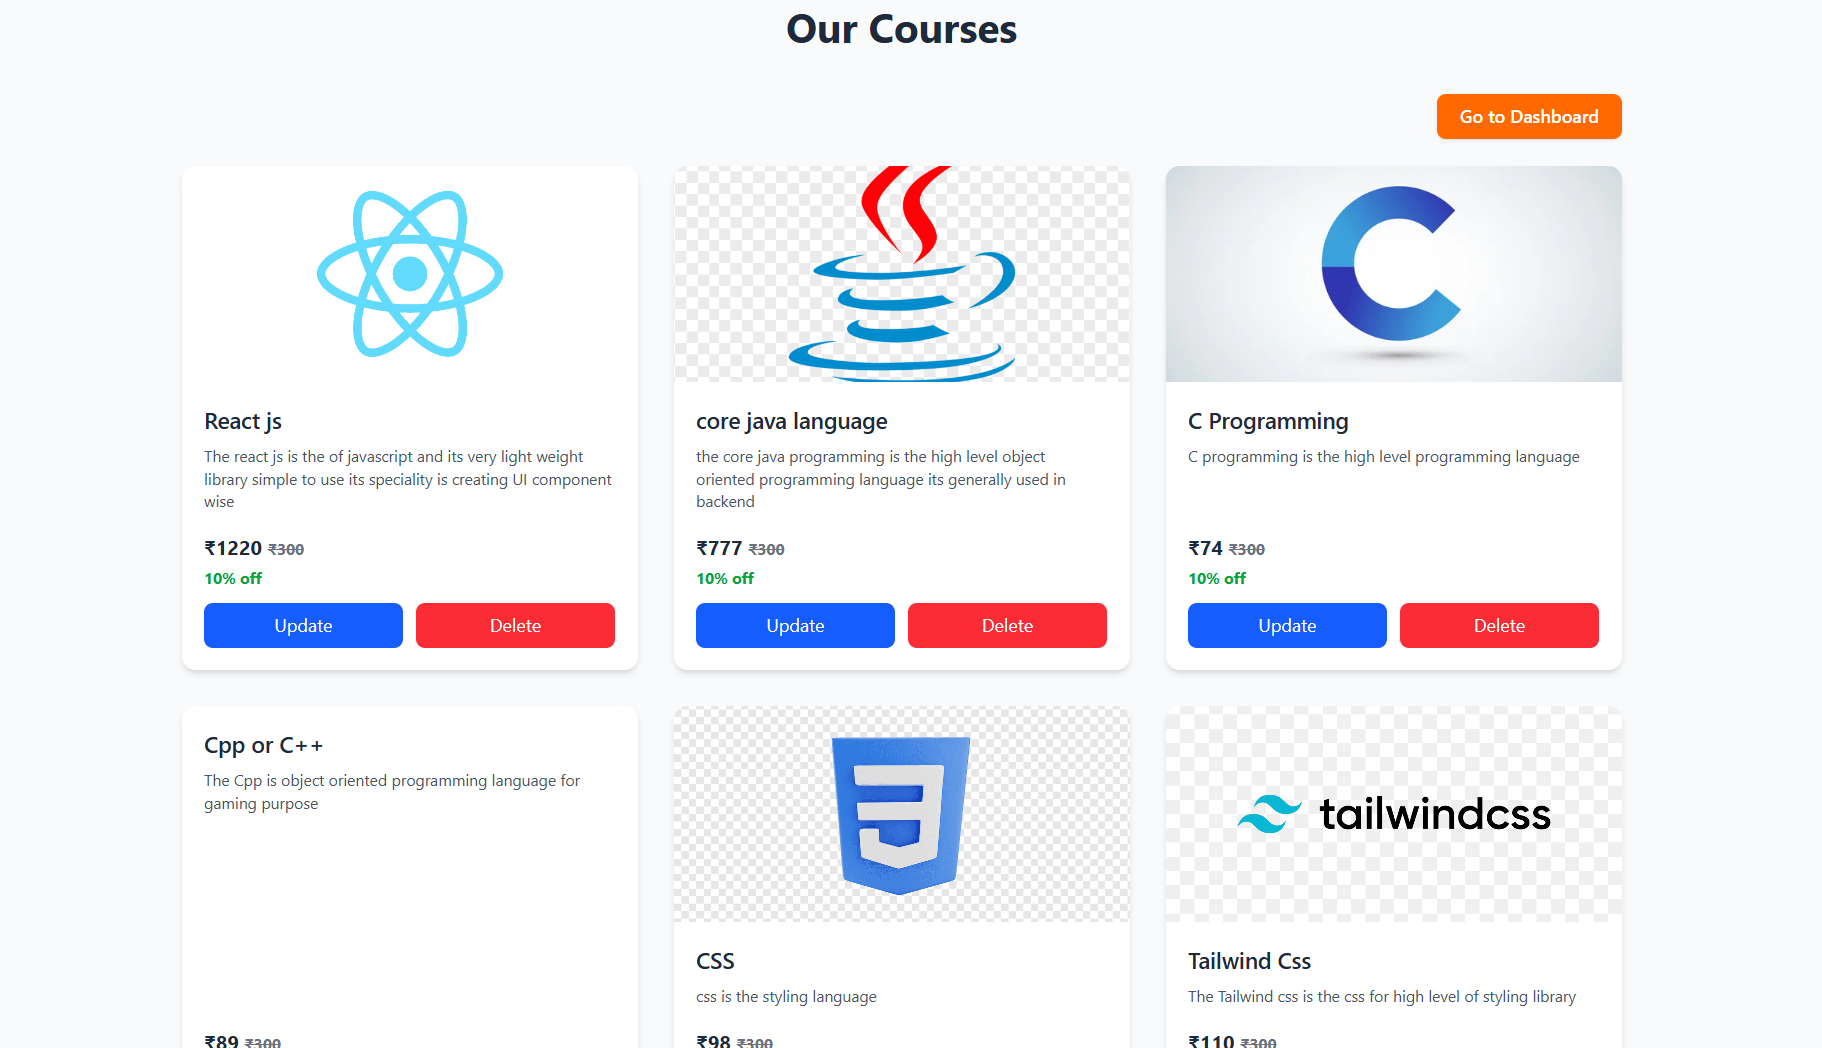 Our Courses
Go to Dashboard
React js
The react js is the of javascript and its very light weight
library simple to use its speciality is creating UI component
wise
₹1220 ₹300
10% off
Update Delete
core java language
the core java programming is the high level object
oriented programming language its generally used in
backend
₹777 ₹300
10% off
Update Delete
C Programming
C programming is the high level programming language
₹74 ₹300
10% off
Update Delete
Cpp or C++
The Cpp is object oriented programming language for
gaming purpose
₹89 ₹300
CSS
css is the styling language
₹98 ₹300
tailwindcss
Tailwind Css
The Tailwind css is the css for high level of styling library
₹110 ₹300